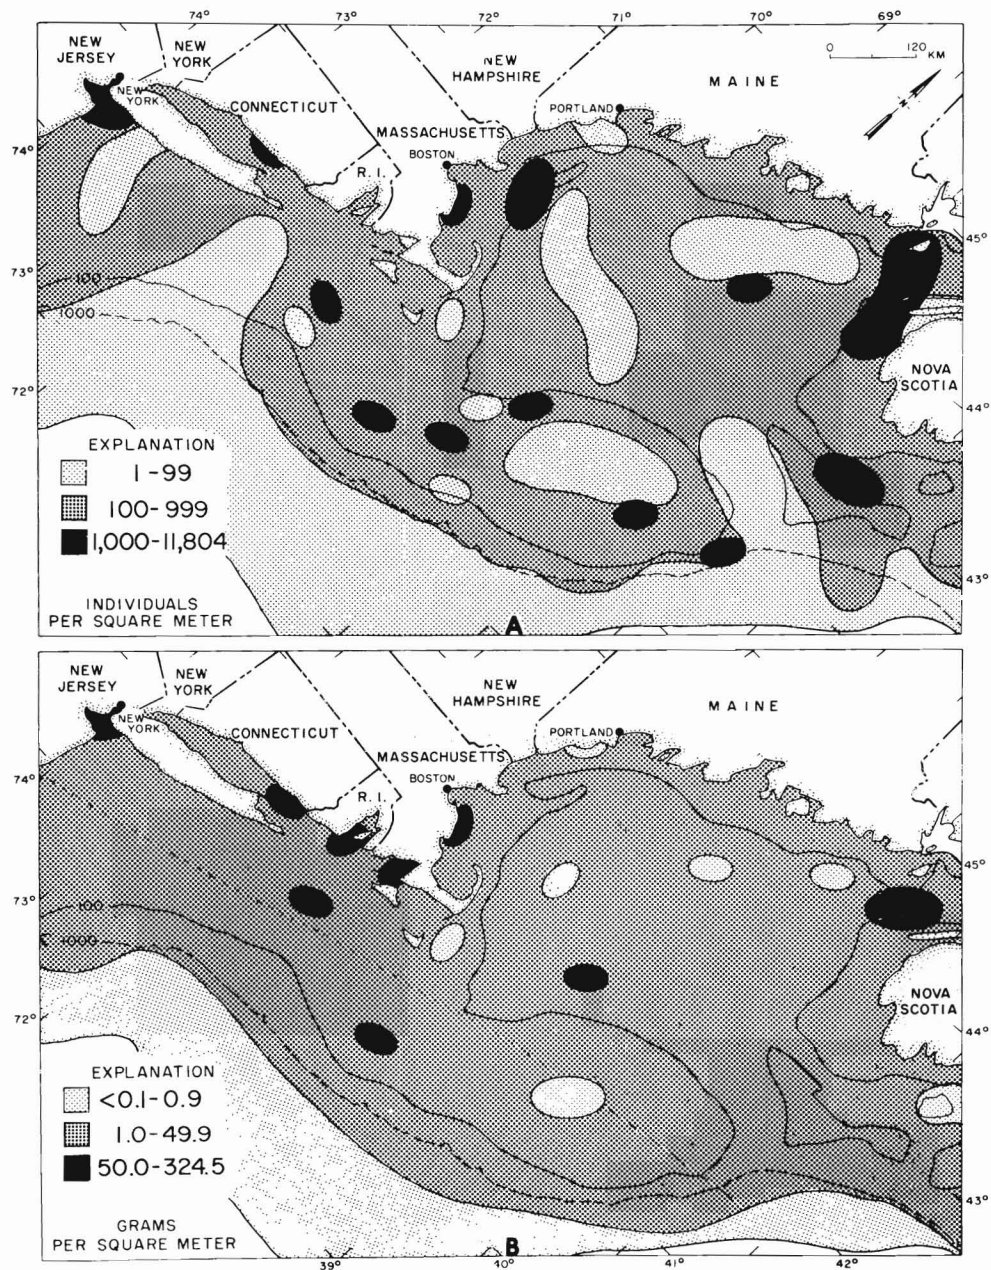 74°
73°
72°
71°
70°
69°
NEW JERSEY
NEW YORK
NEW HAMPSHIRE
MAINE
0 120 KM
N
NEW YORK
CONNECTICUT
MASSACHUSETTS
PORTLAND
BOSTON
R. I.
74°
73°
72°
100
1000
45°
44°
43°
NOVA SCOTIA
EXPLANATION
1-99
100-999
1,000-11,804
INDIVIDUALS
PER SQUARE METER
A
NEW JERSEY
NEW YORK
NEW HAMPSHIRE
MAINE
NEW YORK
CONNECTICUT
MASSACHUSETTS
PORTLAND
BOSTON
R. I.
74°
73°
72°
100
1000
45°
44°
43°
NOVA SCOTIA
EXPLANATION
<0.1-0.9
1.0-49.9
50.0-324.5
GRAMS
PER SQUARE METER
B
39°
40°
41°
42°